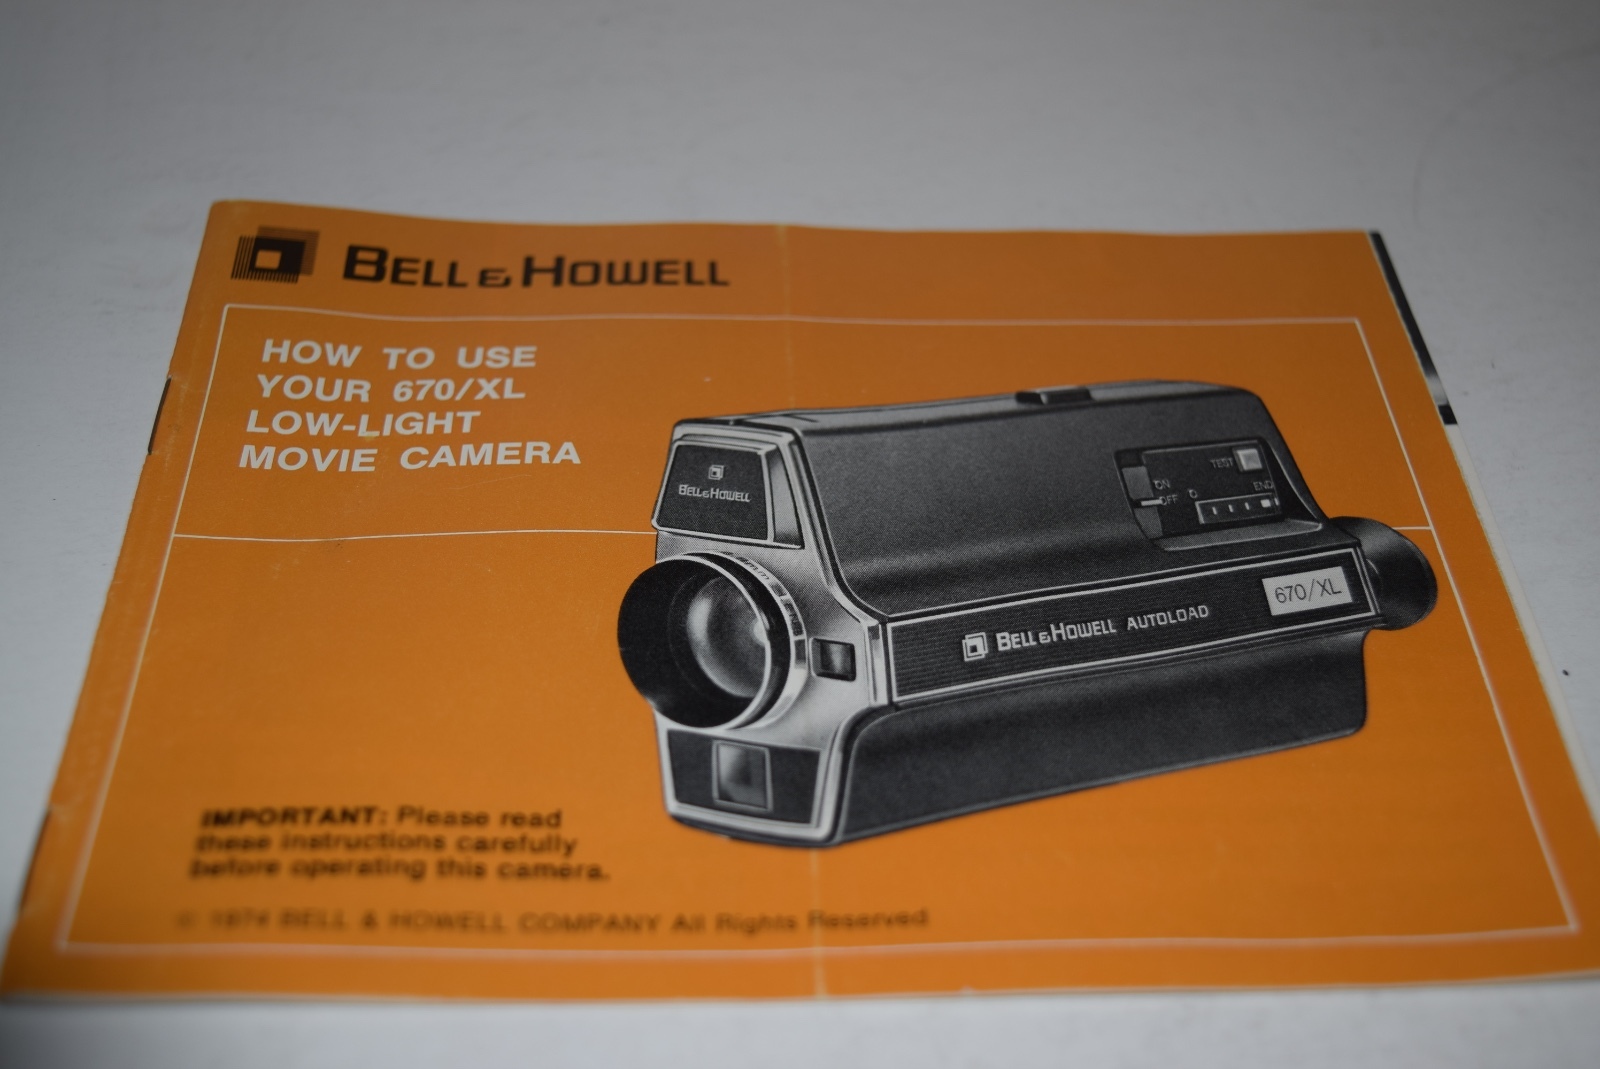 BELL & HOWELL
HOW TO USE
YOUR 670/XL
LOW-LIGHT
MOVIE CAMERA
BELL & HOWELL
TEST
ON
OFF
END
BELL & HOWELL AUTOLOAD
670/XL
IMPORTANT: Please read
these instructions carefully
before operating this camera.
© 1974 BELL & HOWELL COMPANY All Rights Reserved